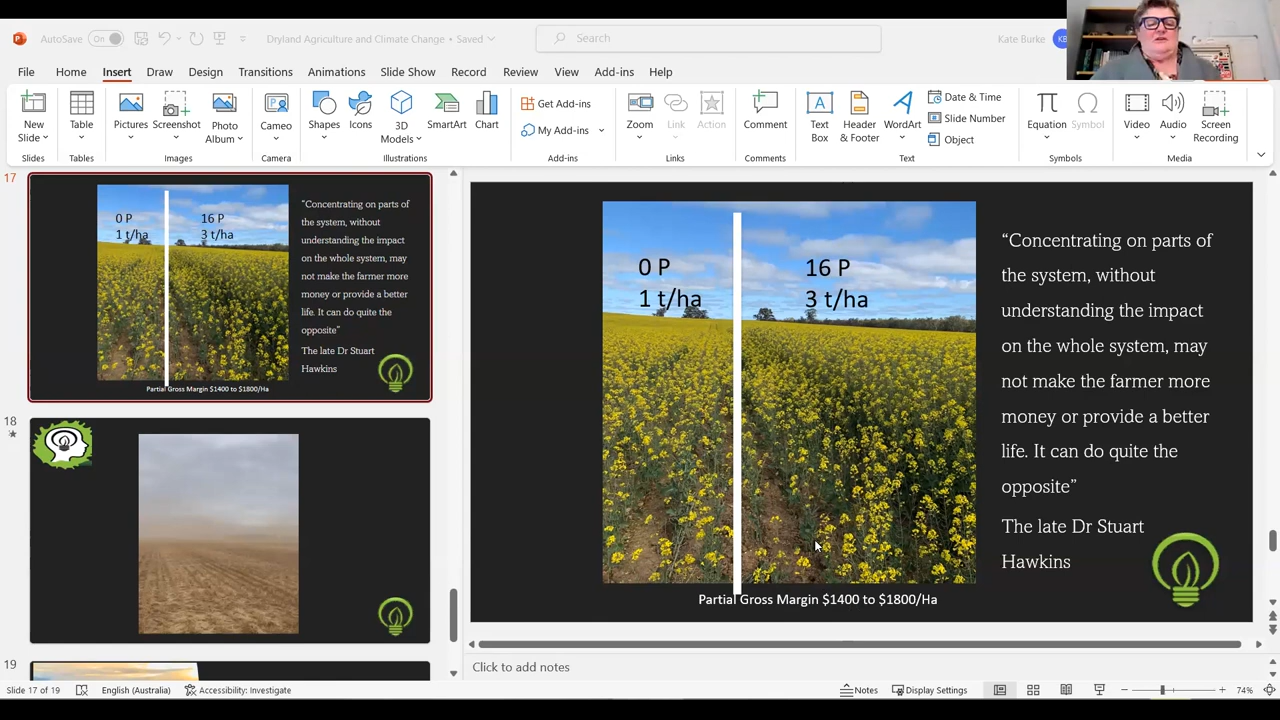 AutoSave
On
Dryland Agriculture and Climate Change • Saved
Search
Kate Burke
KB
File
Home
Insert
Draw
Design
Transitions
Animations
Slide Show
Record
Review
View
Add-ins
Help
New
Slide
Slides
Table
Tables
Pictures
Screenshot
Photo
Album
Images
Cameo
Camera
Shapes
Icons
3D
Models
SmartArt
Chart
Illustrations
Get Add-ins
My Add-ins
Add-ins
Zoom
Link
Action
Links
Comment
Comments
Text
Box
Header
& Footer
WordArt
Date & Time
Slide Number
Object
Text
Equation
Symbol
Symbols
Video
Audio
Screen
Recording
Media
17
0 P
1 t/ha
16 P
3 t/ha
“Concentrating on parts of
the system, without
understanding the impact
on the whole system, may
not make the farmer more
money or provide a better
life. It can do quite the
opposite”
The late Dr Stuart
Hawkins
Partial Gross Margin $1400 to $1800/Ha
18
19
0 P
1 t/ha
16 P
3 t/ha
“Concentrating on parts of
the system, without
understanding the impact
on the whole system, may
not make the farmer more
money or provide a better
life. It can do quite the
opposite”
The late Dr Stuart
Hawkins
Partial Gross Margin $1400 to $1800/Ha
Click to add notes
Slide 17 of 19
English (Australia)
Accessibility: Investigate
Notes
Display Settings
74%